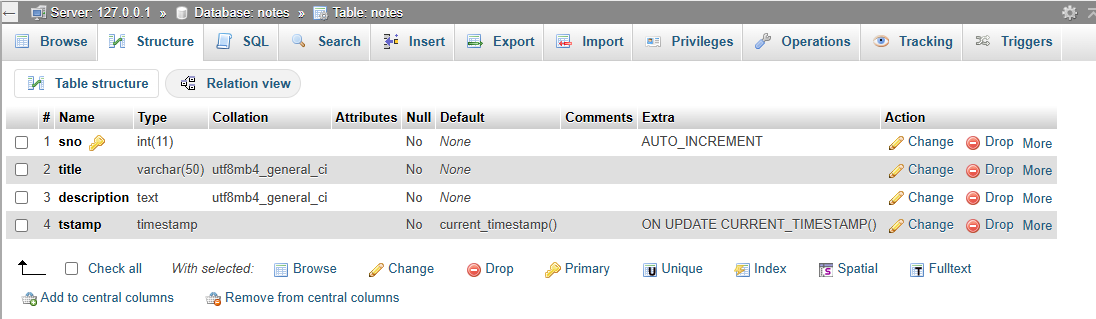 Server: 127.0.0.1 » Database: notes » Table: notes
Browse Structure SQL Search Insert Export Import Privileges Operations Tracking Triggers
Table structure Relation view
# Name Type Collation Attributes Null Default Comments Extra Action
1 sno int(11) No None AUTO_INCREMENT Change Drop More
2 title varchar(50) utf8mb4_general_ci No None Change Drop More
3 description text utf8mb4_general_ci No None Change Drop More
4 tstamp timestamp No current_timestamp() ON UPDATE CURRENT_TIMESTAMP() Change Drop More
Check all With selected: Browse Change Drop Primary Unique Index Spatial Fulltext
Add to central columns Remove from central columns